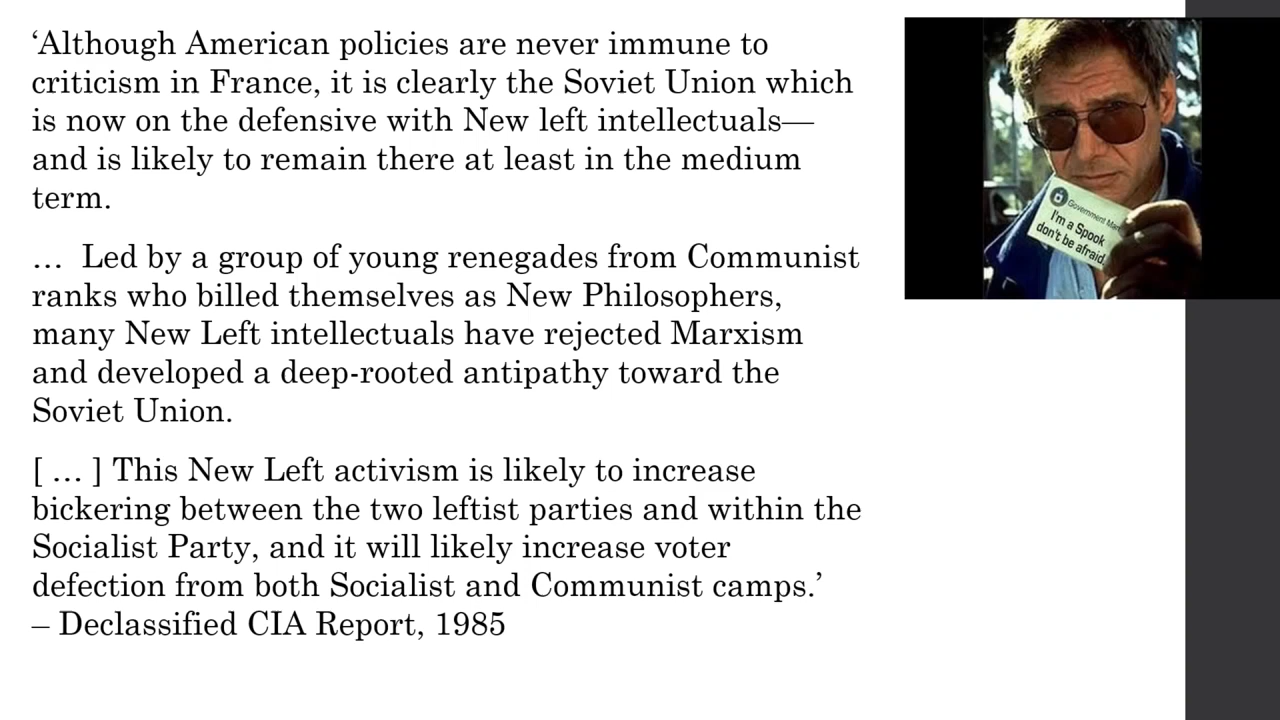 ‘Although American policies are never immune to
criticism in France, it is clearly the Soviet Union which
is now on the defensive with New left intellectuals—
and is likely to remain there at least in the medium
term.
… Led by a group of young renegades from Communist
ranks who billed themselves as New Philosophers,
many New Left intellectuals have rejected Marxism
and developed a deep-rooted antipathy toward the
Soviet Union.
[ … ] This New Left activism is likely to increase
bickering between the two leftist parties and within the
Socialist Party, and it will likely increase voter
defection from both Socialist and Communist camps.’
– Declassified CIA Report, 1985
Government
I'm a Spook
don't be afraid.